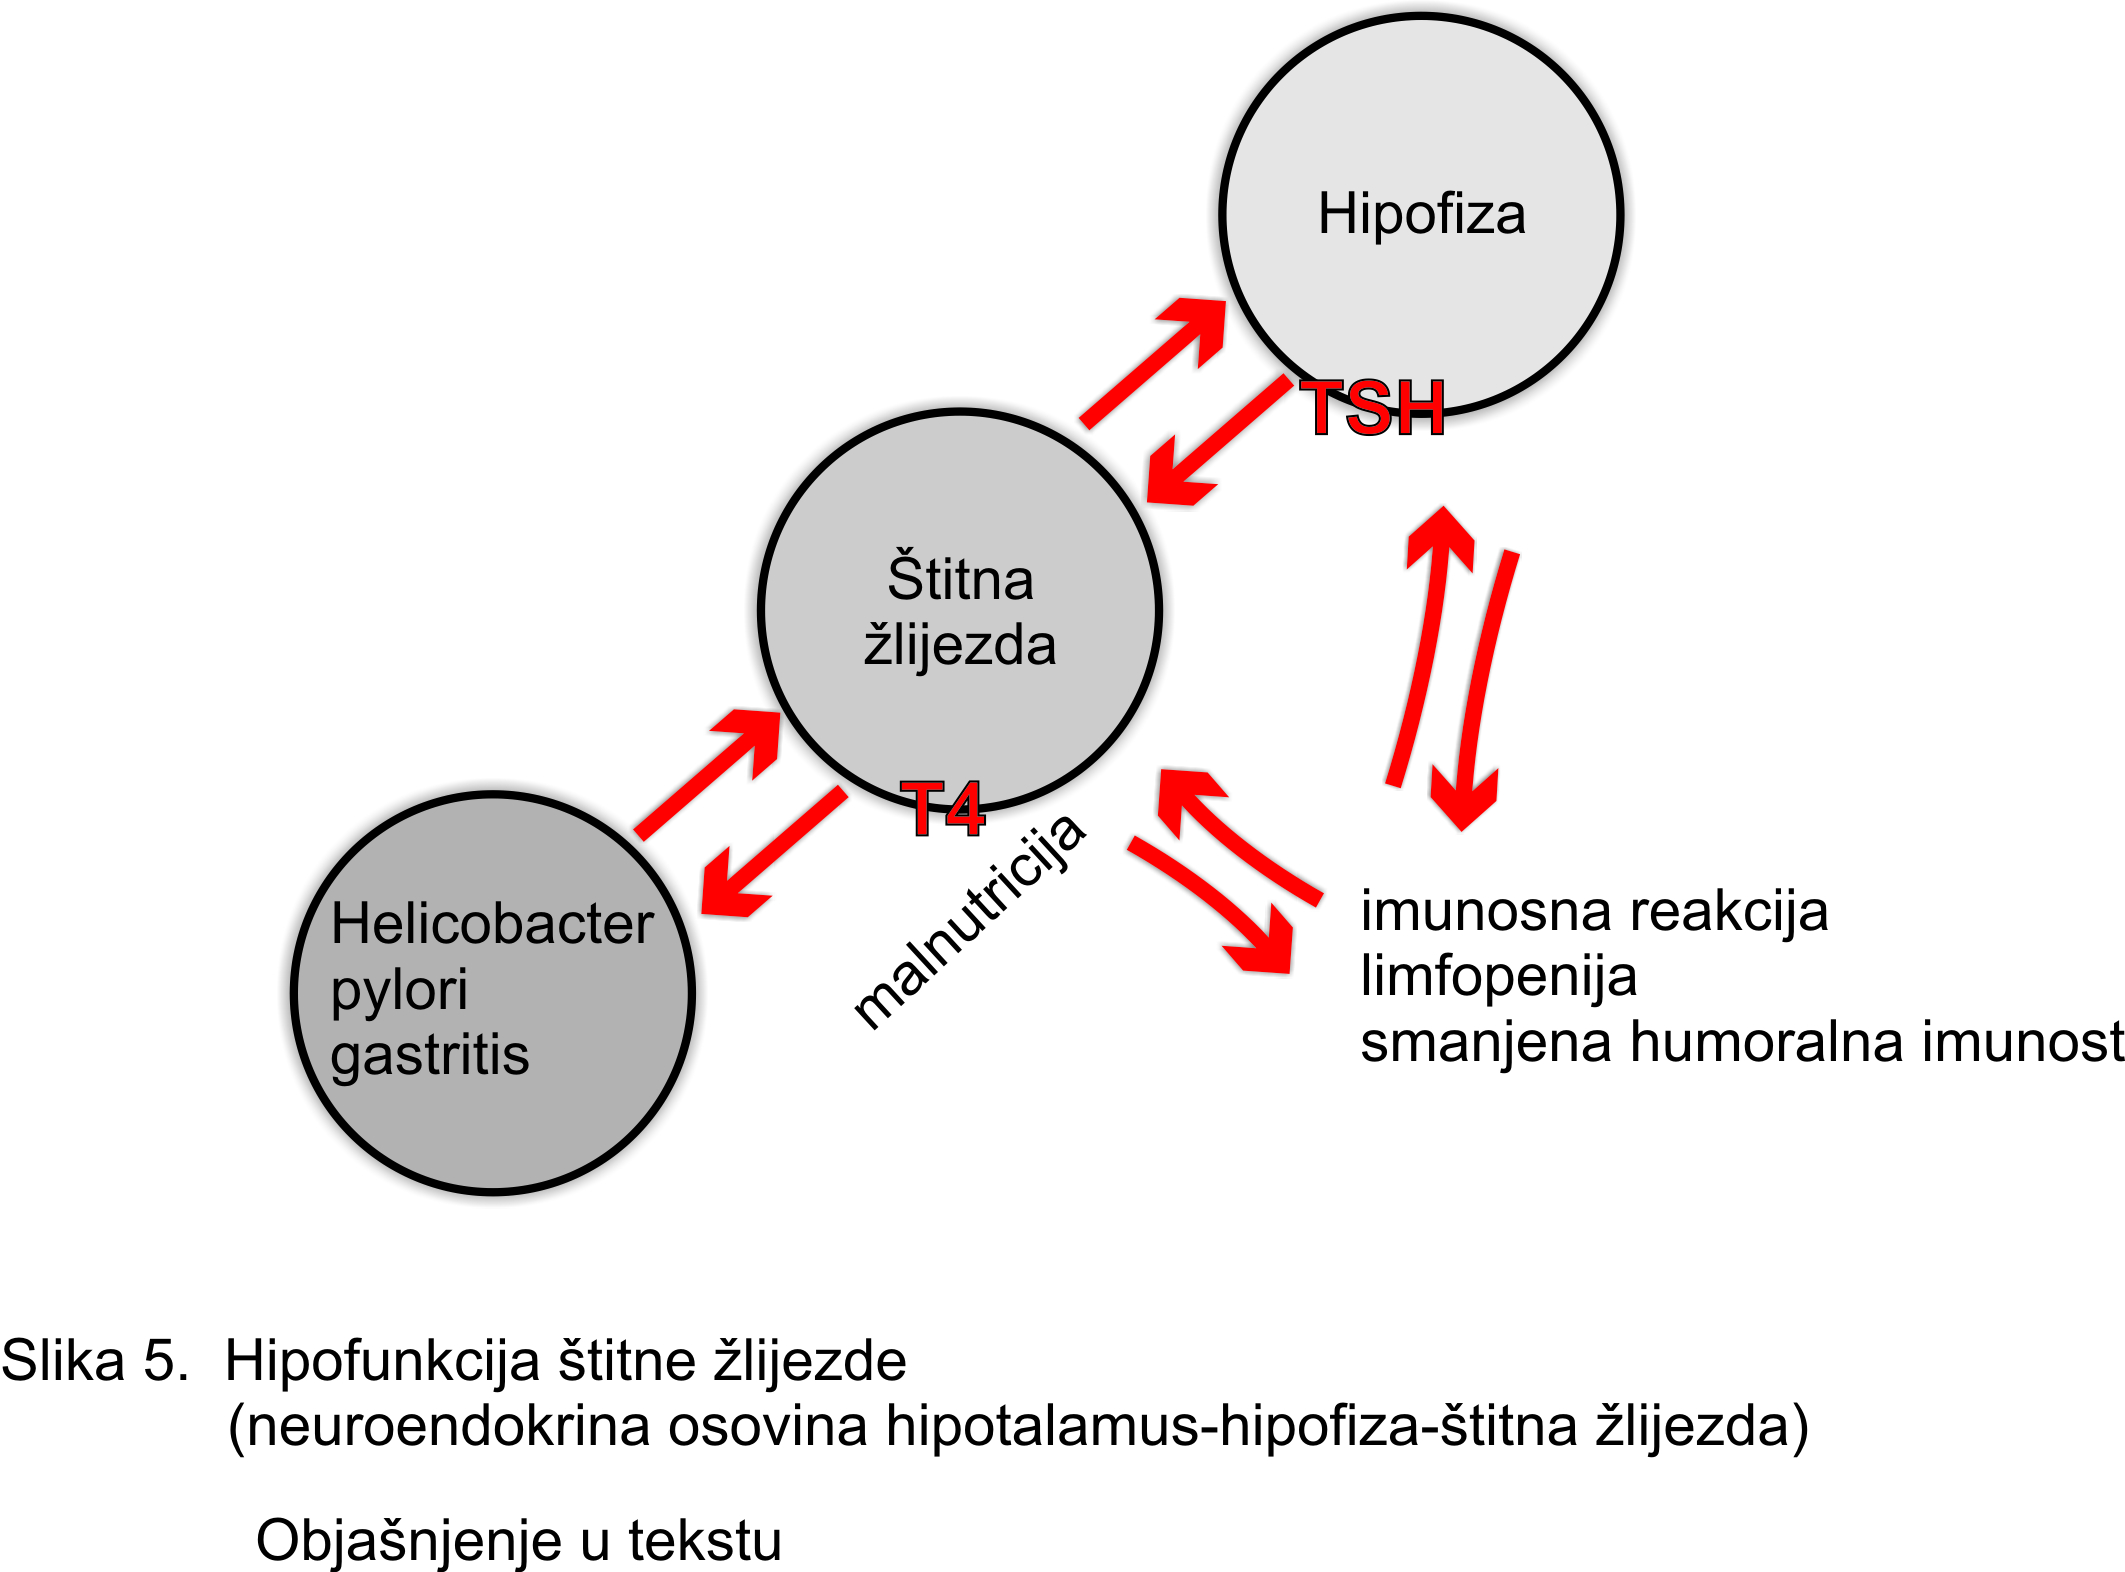 Hipofiza
TSH
Štitna
žlijezda
T4
malnutricija
Helicobacter
pylori
gastritis
imunosna reakcija
limfopenija
smanjena humoralna imunost
Slika 5.  Hipofunkcija štitne žlijezde
(neuroendokrina osovina hipotalamus-hipofiza-štitna žlijezda)
Objašnjenje u tekstu